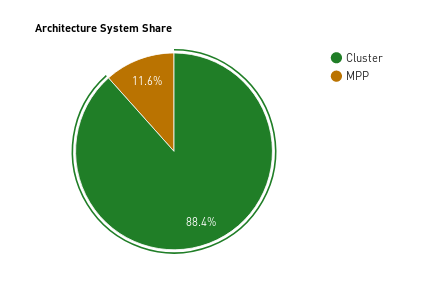 Architecture System Share
Cluster
MPP
11.6%
88.4%